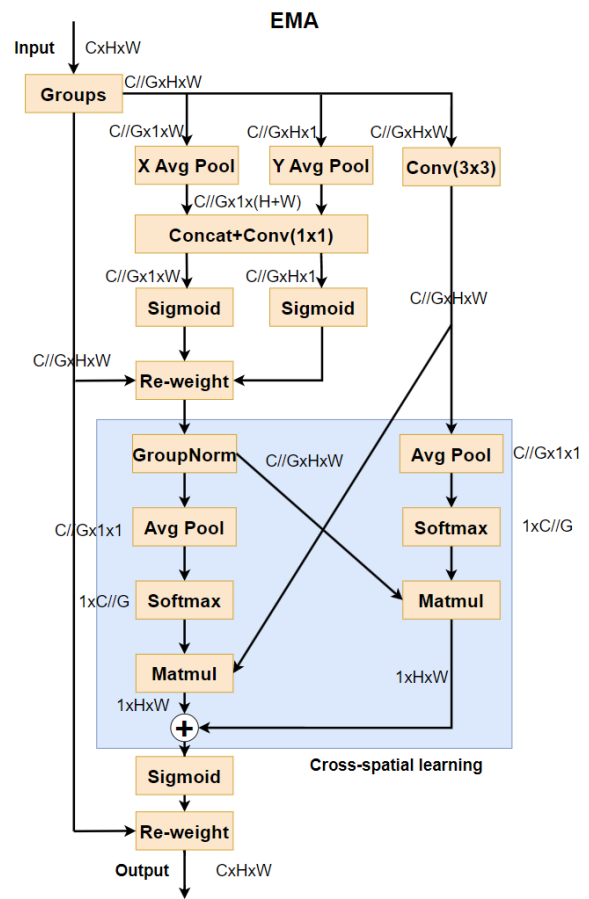 EMA
Input
CxHxW
Groups
C//GxHxW
C//Gx1xW
C//GxHx1
C//GxHxW
X Avg Pool
Y Avg Pool
Conv(3x3)
C//Gx1x(H+W)
Concat+Conv(1x1)
C//Gx1xW
C//GxHx1
C//GxHxW
Sigmoid
Sigmoid
C//GxHxW
Re-weight
GroupNorm
C//GxHxW
Avg Pool
C//Gx1x1
C//Gx1x1
Avg Pool
Softmax
1xC//G
1xC//G
Softmax
Matmul
Matmul
1xHxW
1xHxW
+
Cross-spatial learning
Sigmoid
Re-weight
Output
CxHxW